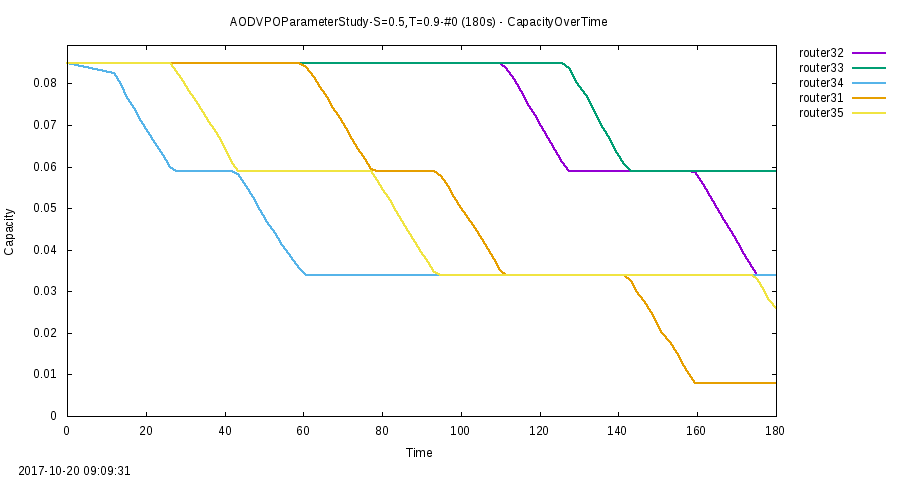 AODVPOParameterStudy-S=0.5,T=0.9-#0 (180s) - CapacityOverTime
router32
router33
router34
router31
router35
Capacity
0.08
0.07
0.06
0.05
0.04
0.03
0.02
0.01
0
0 20 40 60 80 100 120 140 160 180
Time
2017-10-20 09:09:31